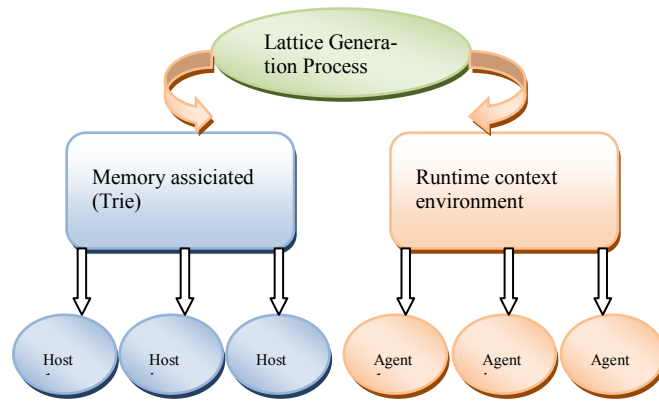 Lattice Genera-
tion Process
Memory assiciated
(Trie)
Runtime context
environment
Host
Host
Host
Agent
Agent
Agent